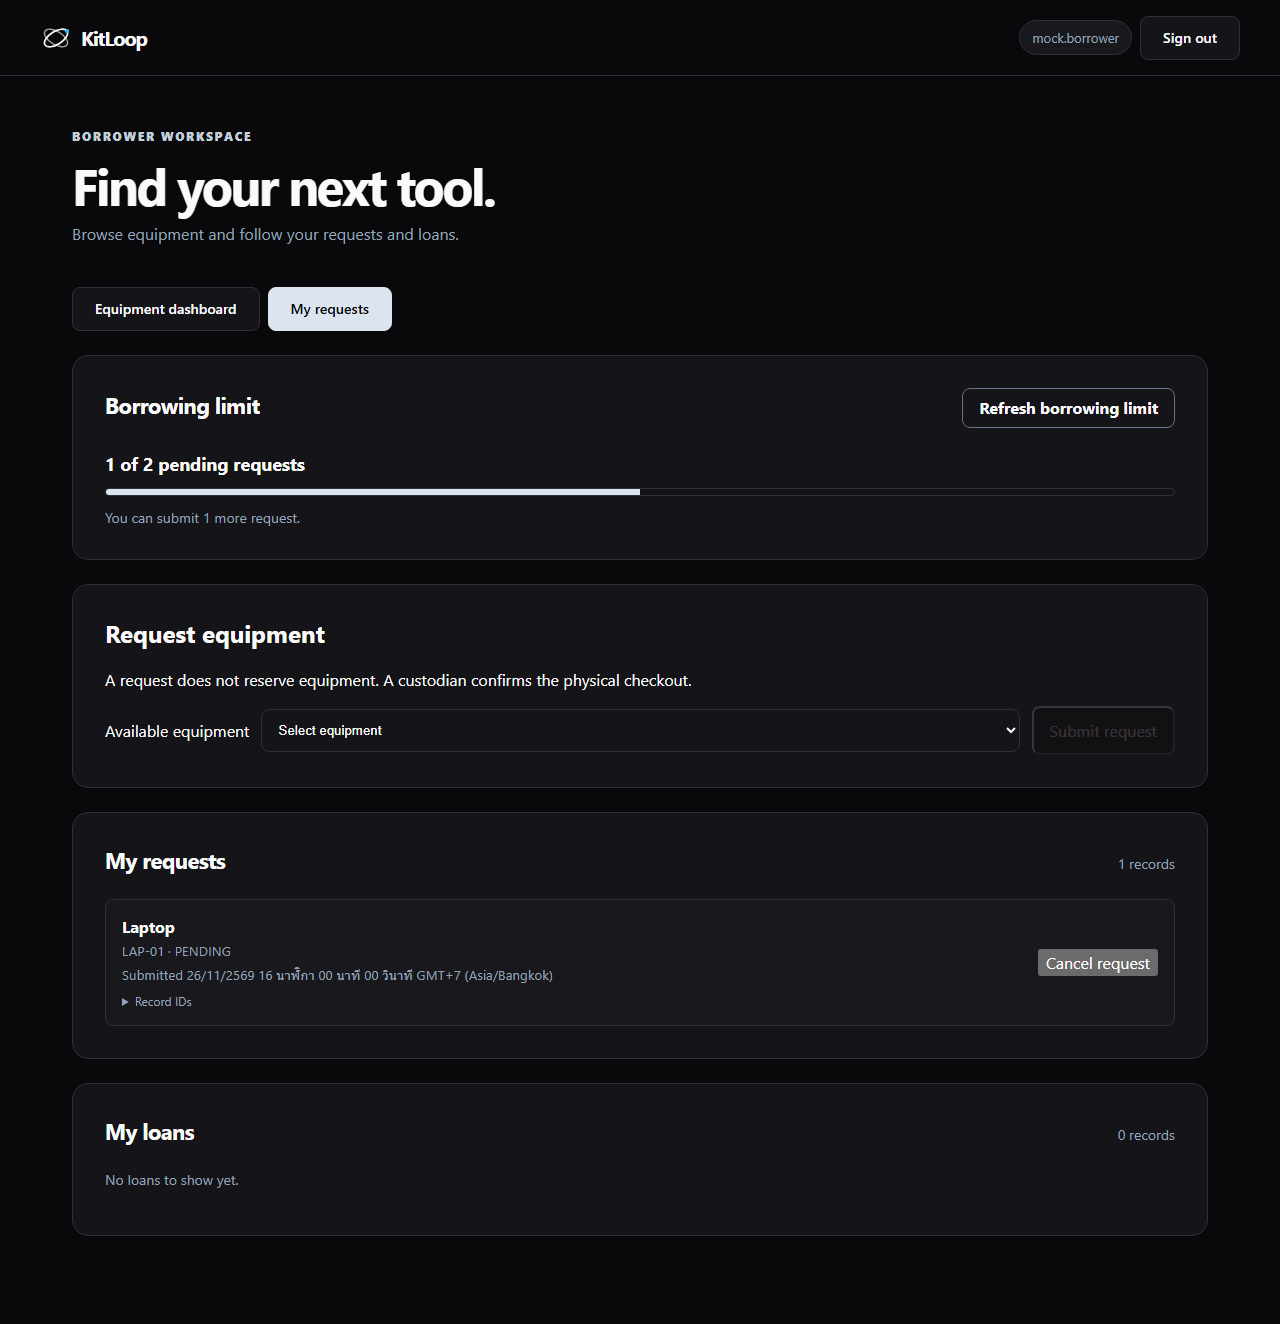 KitLoop
mock.borrower
Sign out
BORROWER WORKSPACE
Find your next tool.
Browse equipment and follow your requests and loans.
Equipment dashboard
My requests
Borrowing limit
Refresh borrowing limit
1 of 2 pending requests
You can submit 1 more request.
Request equipment
A request does not reserve equipment. A custodian confirms the physical checkout.
Available equipment
Select equipment
Submit request
My requests
1 records
Laptop
LAP-01 · PENDING
Submitted 26/11/2569 16 นาฬิกา 00 นาที 00 วินาที GMT+7 (Asia/Bangkok)
Record IDs
Cancel request
My loans
0 records
No loans to show yet.